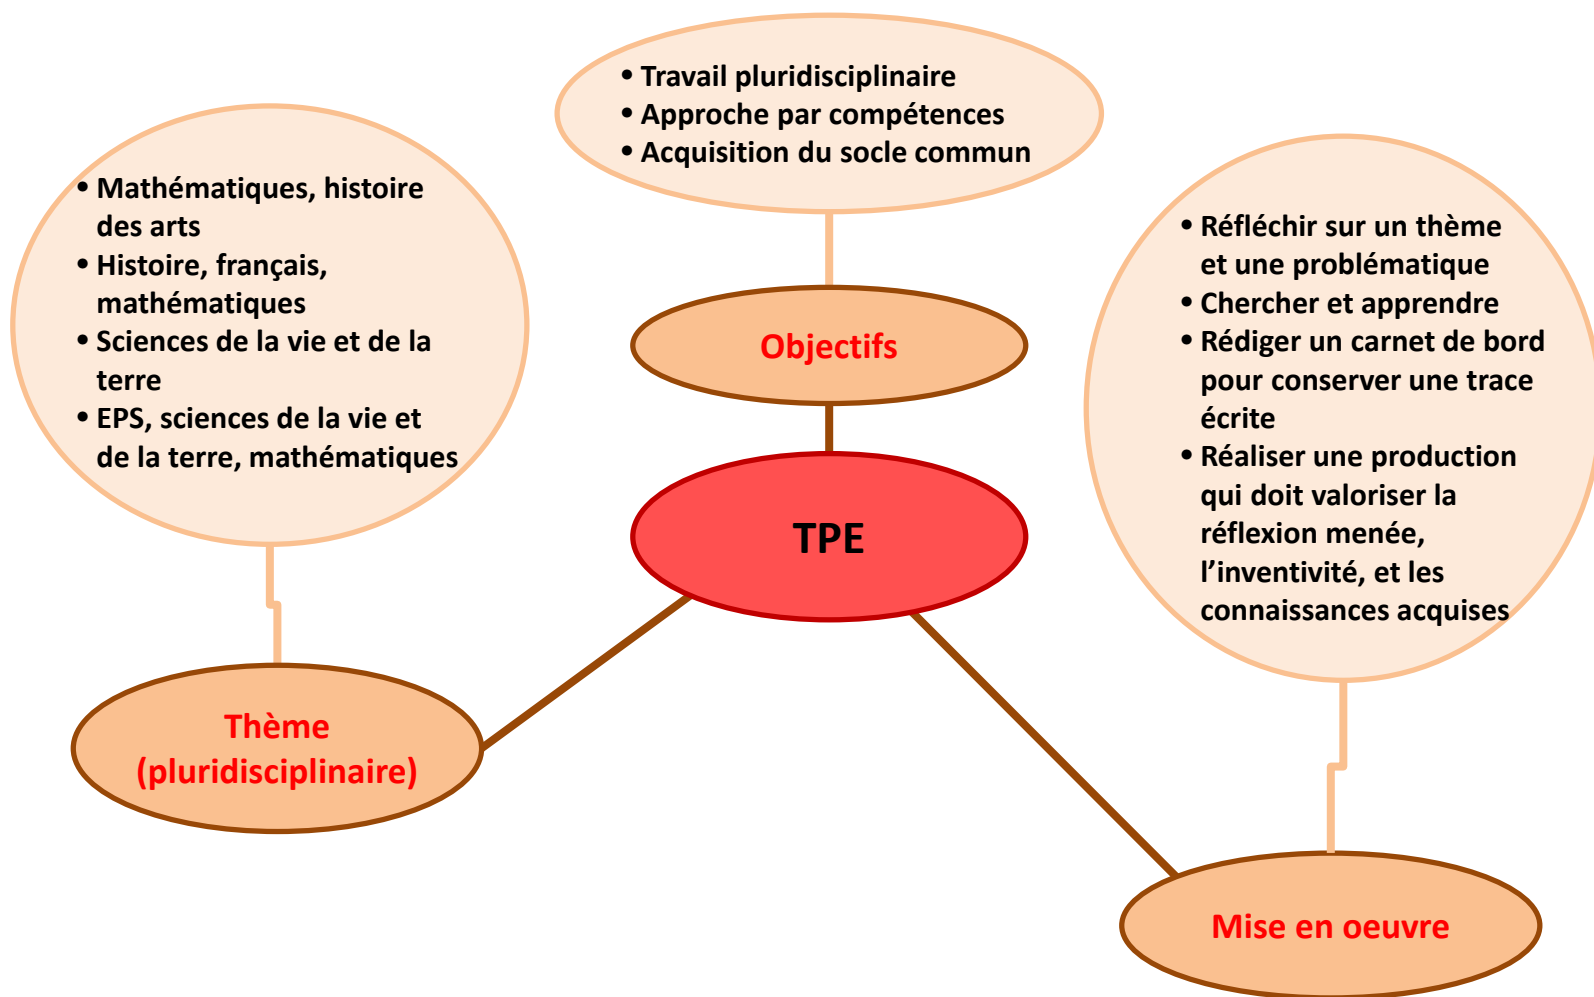 • Travail pluridisciplinaire
• Approche par compétences
• Acquisition du socle commun
• Mathématiques, histoire
des arts
• Histoire, français,
mathématiques
• Sciences de la vie et de la
terre
• EPS, sciences de la vie et
de la terre, mathématiques
• Réfléchir sur un thème
et une problématique
• Chercher et apprendre
• Rédiger un carnet de bord
pour conserver une trace
écrite
• Réaliser une production
qui doit valoriser la
réflexion menée,
l’inventivité, et les
connaissances acquises
Objectifs
TPE
Thème
(pluridisciplinaire)
Mise en oeuvre